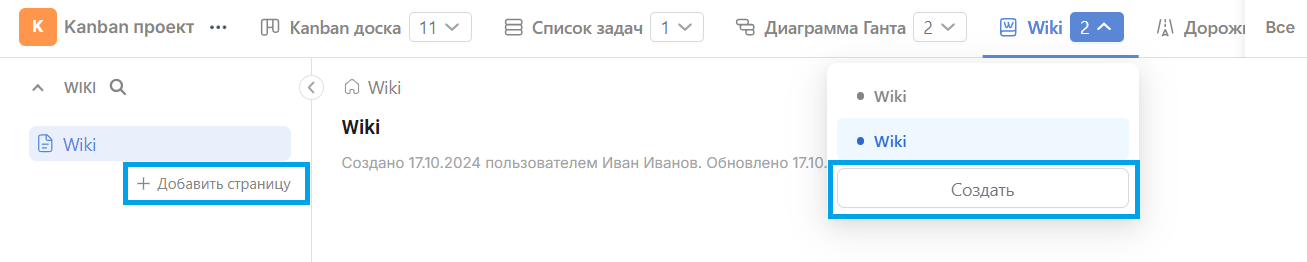 K Kanban проект ••• Kanban доска 11 Список задач 1 Диаграмма Ганта 2 Wiki 2 Все
WIKI
Wiki
Добавить страницу
Wiki
Wiki
Создано 17.10.2024 пользователем Иван Иванов. Обновлено 17.10.
Wiki
Wiki
Создать